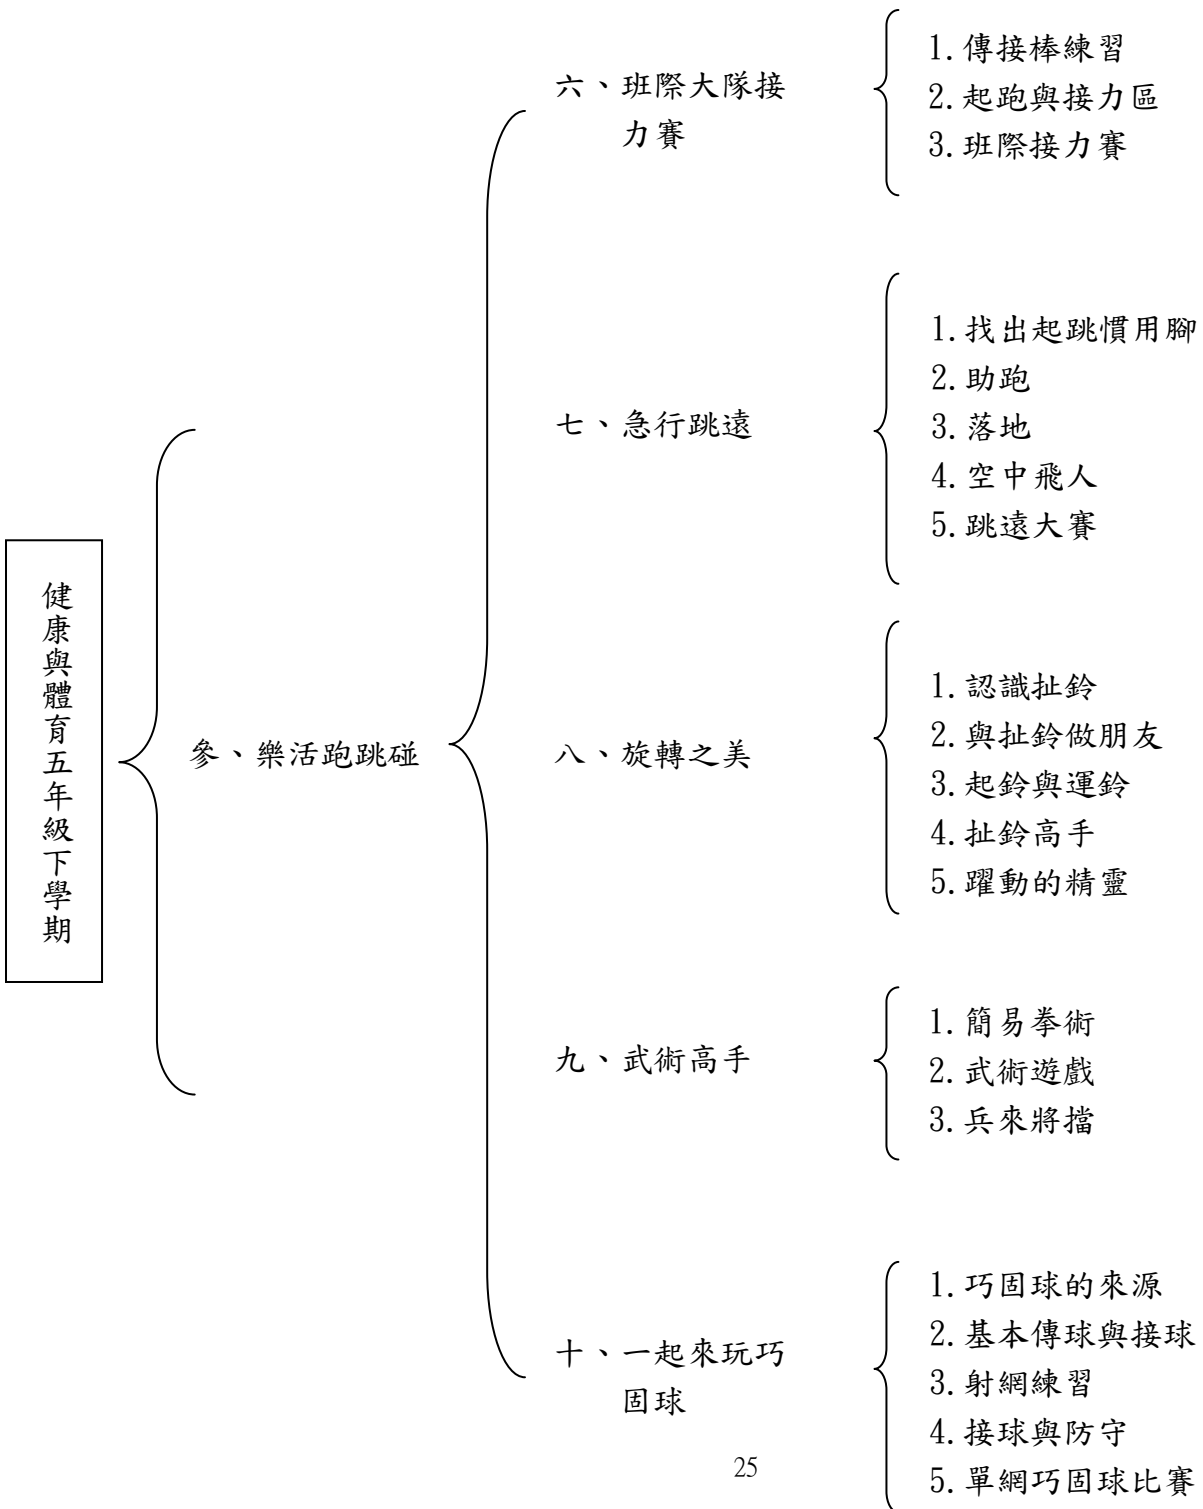 健康與體育五年級下學期
參、樂活跑跳碰
六、班際大隊接
力賽
1.傳接棒練習
2.起跑與接力區
3.班際接力賽
七、急行跳遠
1.找出起跳慣用腳
2.助跑
3.落地
4.空中飛人
5.跳遠大賽
八、旋轉之美
1.認識扯鈴
2.與扯鈴做朋友
3.起鈴與運鈴
4.扯鈴高手
5.躍動的精靈
九、武術高手
1.簡易拳術
2.武術遊戲
3.兵來將擋
十、一起來玩巧
固球
1.巧固球的來源
2.基本傳球與接球
3.射網練習
4.接球與防守
5.單網巧固球比賽
25